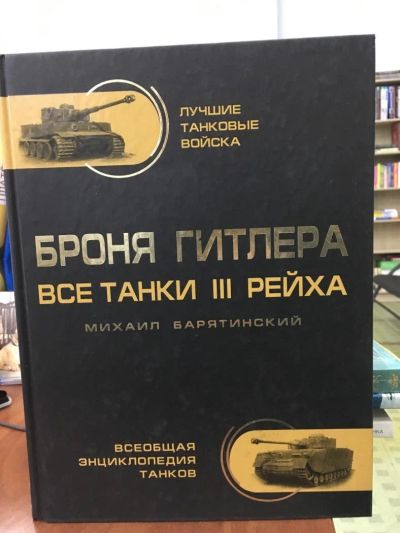 ЛУЧШИЕ
ТАНКОВЫЕ
ВОЙСКА
БРОНЯ ГИТЛЕРА
ВСЕ ТАНКИ III РЕЙХА
МИХАИЛ БАРЯТИНСКИЙ
ВСЕОБЩАЯ
ЭНЦИКЛОПЕДИЯ
ТАНКОВ